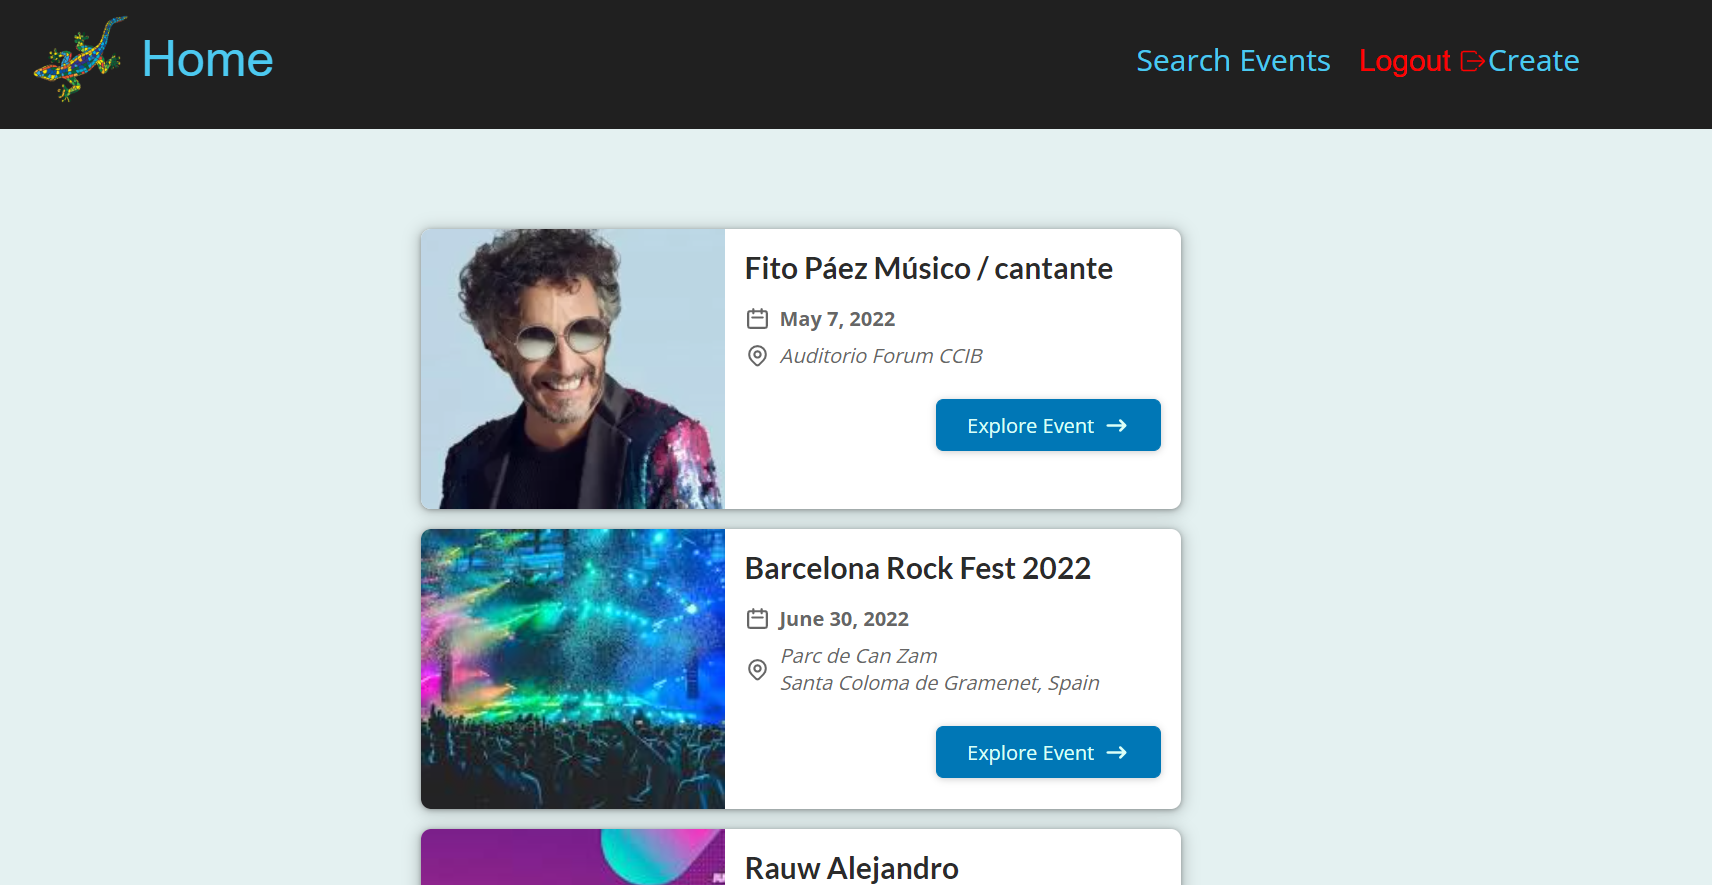 Home
Search Events
Logout
Create
Fito Páez Músico / cantante
May 7, 2022
Auditorio Forum CCIB
Explore Event
Barcelona Rock Fest 2022
June 30, 2022
Parc de Can Zam
Santa Coloma de Gramenet, Spain
Explore Event
Rauw Alejandro